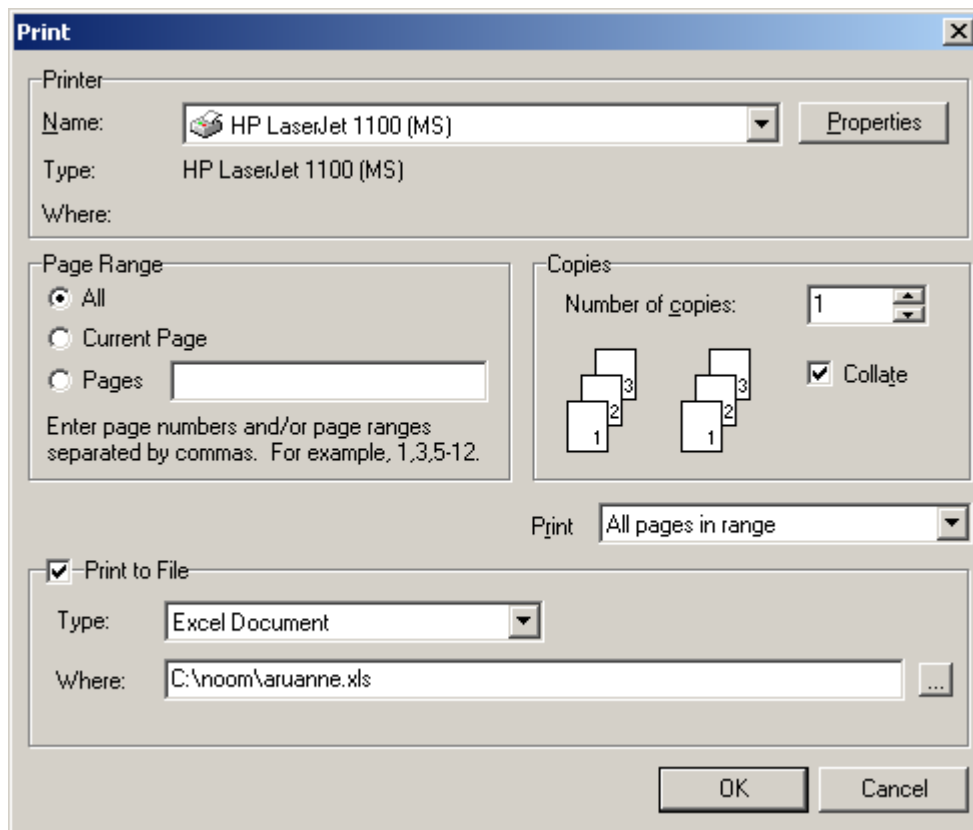 Print
Printer
Name: HP LaserJet 1100 (MS) Properties
Type: HP LaserJet 1100 (MS)
Where:
Page Range
All
Current Page
Pages
Enter page numbers and/or page ranges
separated by commas. For example, 1,3,5-12.
Copies
Number of copies: 1
1 2 3 1 2 3
Collate
Print All pages in range
Print to File
Type: Excel Document
Where: C:\noom\aruanne.xls ...
OK Cancel